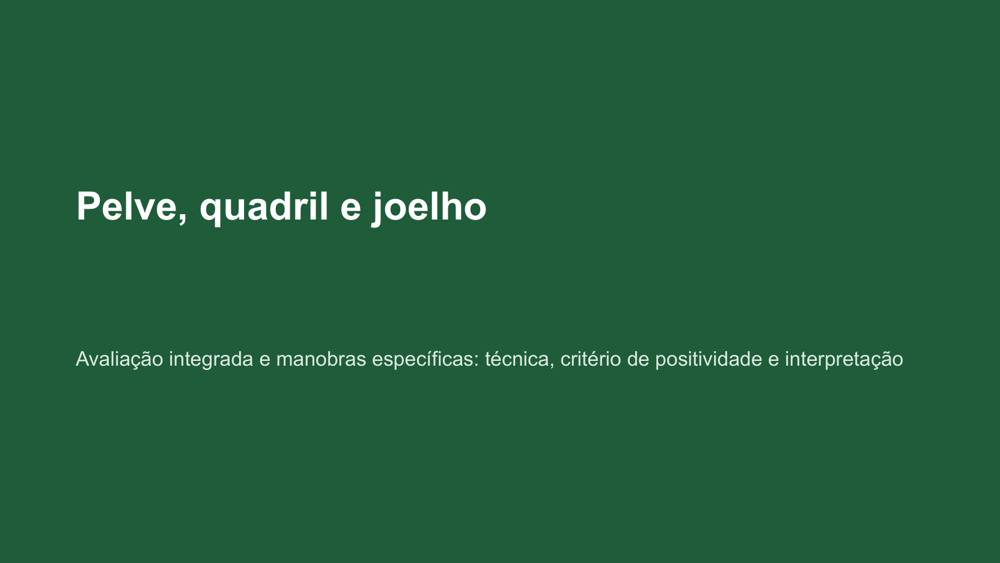 Pelve, quadril e joelho
Avaliação integrada e manobras específicas: técnica, critério de positividade e interpretação